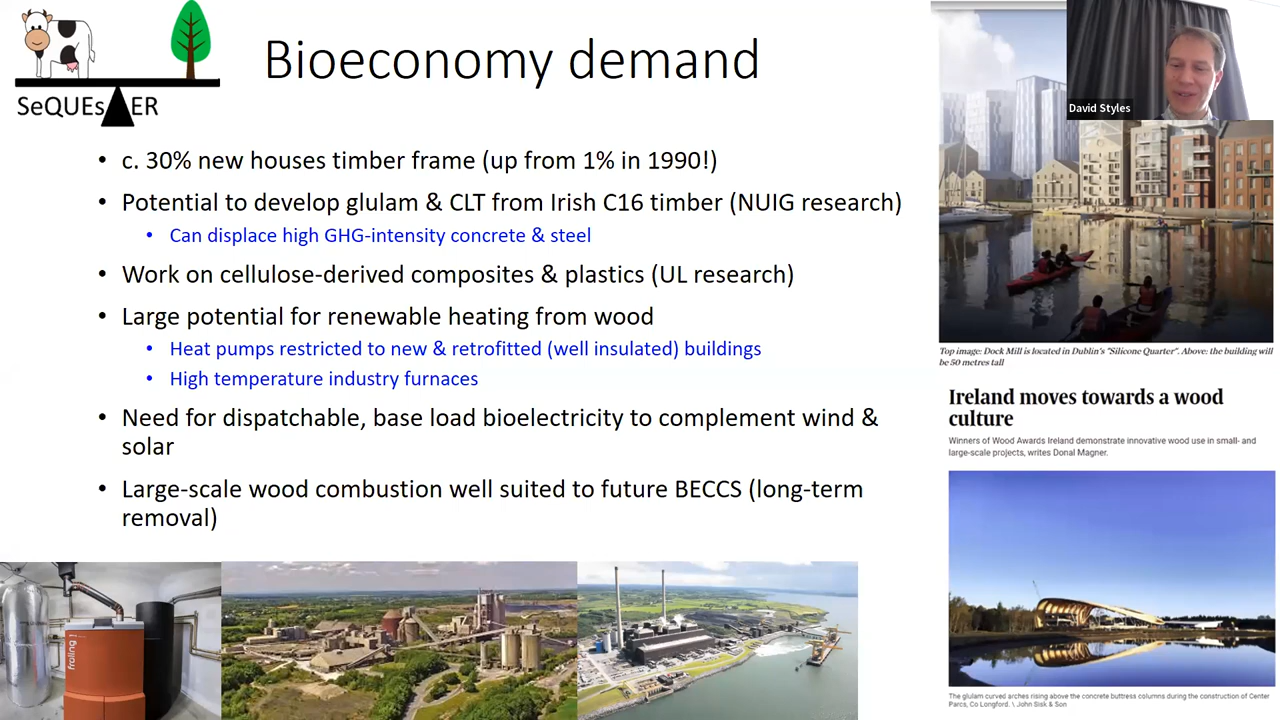 SeQUEsTER
Bioeconomy demand
• c. 30% new houses timber frame (up from 1% in 1990!)
• Potential to develop glulam & CLT from Irish C16 timber (NUIG research)
• Can displace high GHG-intensity concrete & steel
• Work on cellulose-derived composites & plastics (UL research)
• Large potential for renewable heating from wood
• Heat pumps restricted to new & retrofitted (well insulated) buildings
• High temperature industry furnaces
• Need for dispatchable, base load bioelectricity to complement wind &
solar
• Large-scale wood combustion well suited to future BECCS (long-term
removal)
froling
David Styles
Top image: Dock Mill is located in Dublin's "Silicone Quarter". Above: the building will
be 50 metres tall
Ireland moves towards a wood
culture
Winners of Wood Awards Ireland demonstrate innovative wood use in small- and
large-scale projects, writes Donal Magner.
The glulam curved arches rising above the concrete buttress columns during the construction of Center
Parcs, Co Longford. \ John Sisk & Son